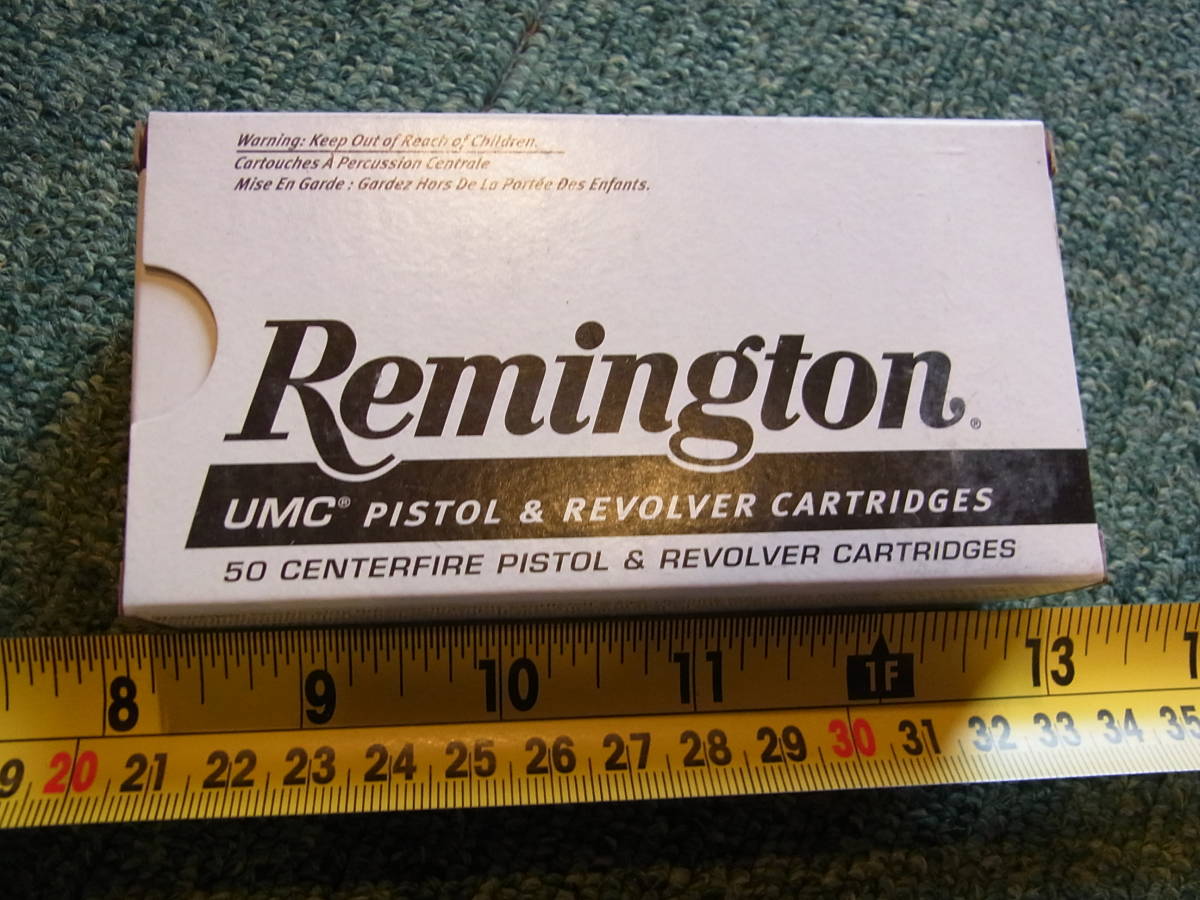 Warning: Keep Out of Reach of Children.
Cartouches À Percussion Centrale
Mise En Garde : Gardez Hors De La Portée Des Enfants.
Remington®
UMC® PISTOL & REVOLVER CARTRIDGES
50 CENTERFIRE PISTOL & REVOLVER CARTRIDGES
8 9 10 11 1F 13 1
9 20 21 22 23 24 25 26 27 28 29 30 31 32 33 34 35